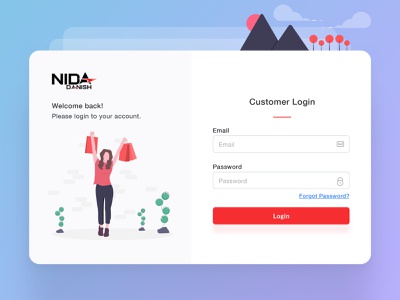 NIDA
DANISH
Welcome back!
Please login to your account.
Customer Login
Email
Email
Password
Password
Forgot Password?
Login